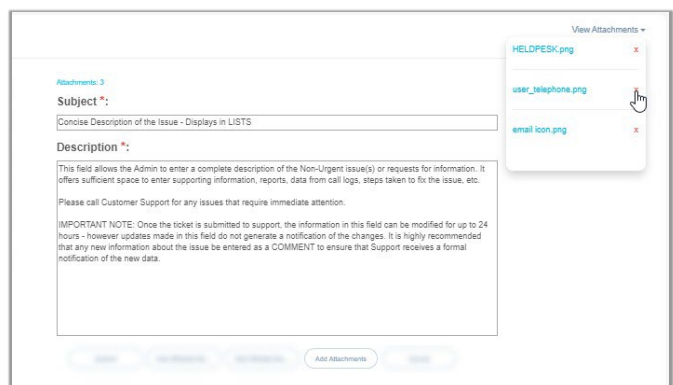 View Attachments
HELDPESK.png x
Attachments: 3
user_telephone.png x
Subject *:
Concise Description of the Issue - Displays in LISTS
email icon.png x
Description *:
This field allows the Admin to enter a complete description of the Non-Urgent issue(s) or requests for information. It
offers sufficient space to enter supporting information, reports, data from call logs, steps taken to fix the issue, etc.
Please call Customer Support for any issues that require immediate attention.
IMPORTANT NOTE: Once the ticket is submitted to support, the information in this field can be modified for up to 24
hours - however updates made in this field do not generate a notification of the changes. It is highly recommended
that any new information about the issue be entered as a COMMENT to ensure that Support receives a formal
notification of the new data.
Add Attachments